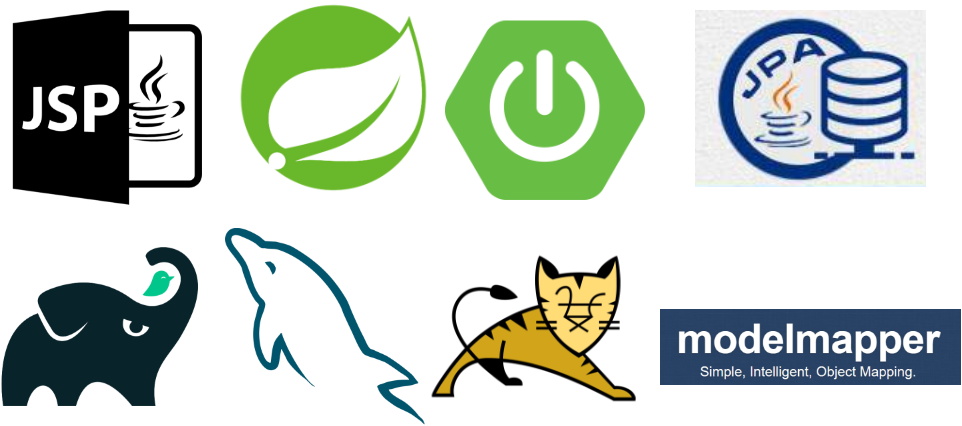 JSP
JPA
modelmapper
Simple, Intelligent, Object Mapping.